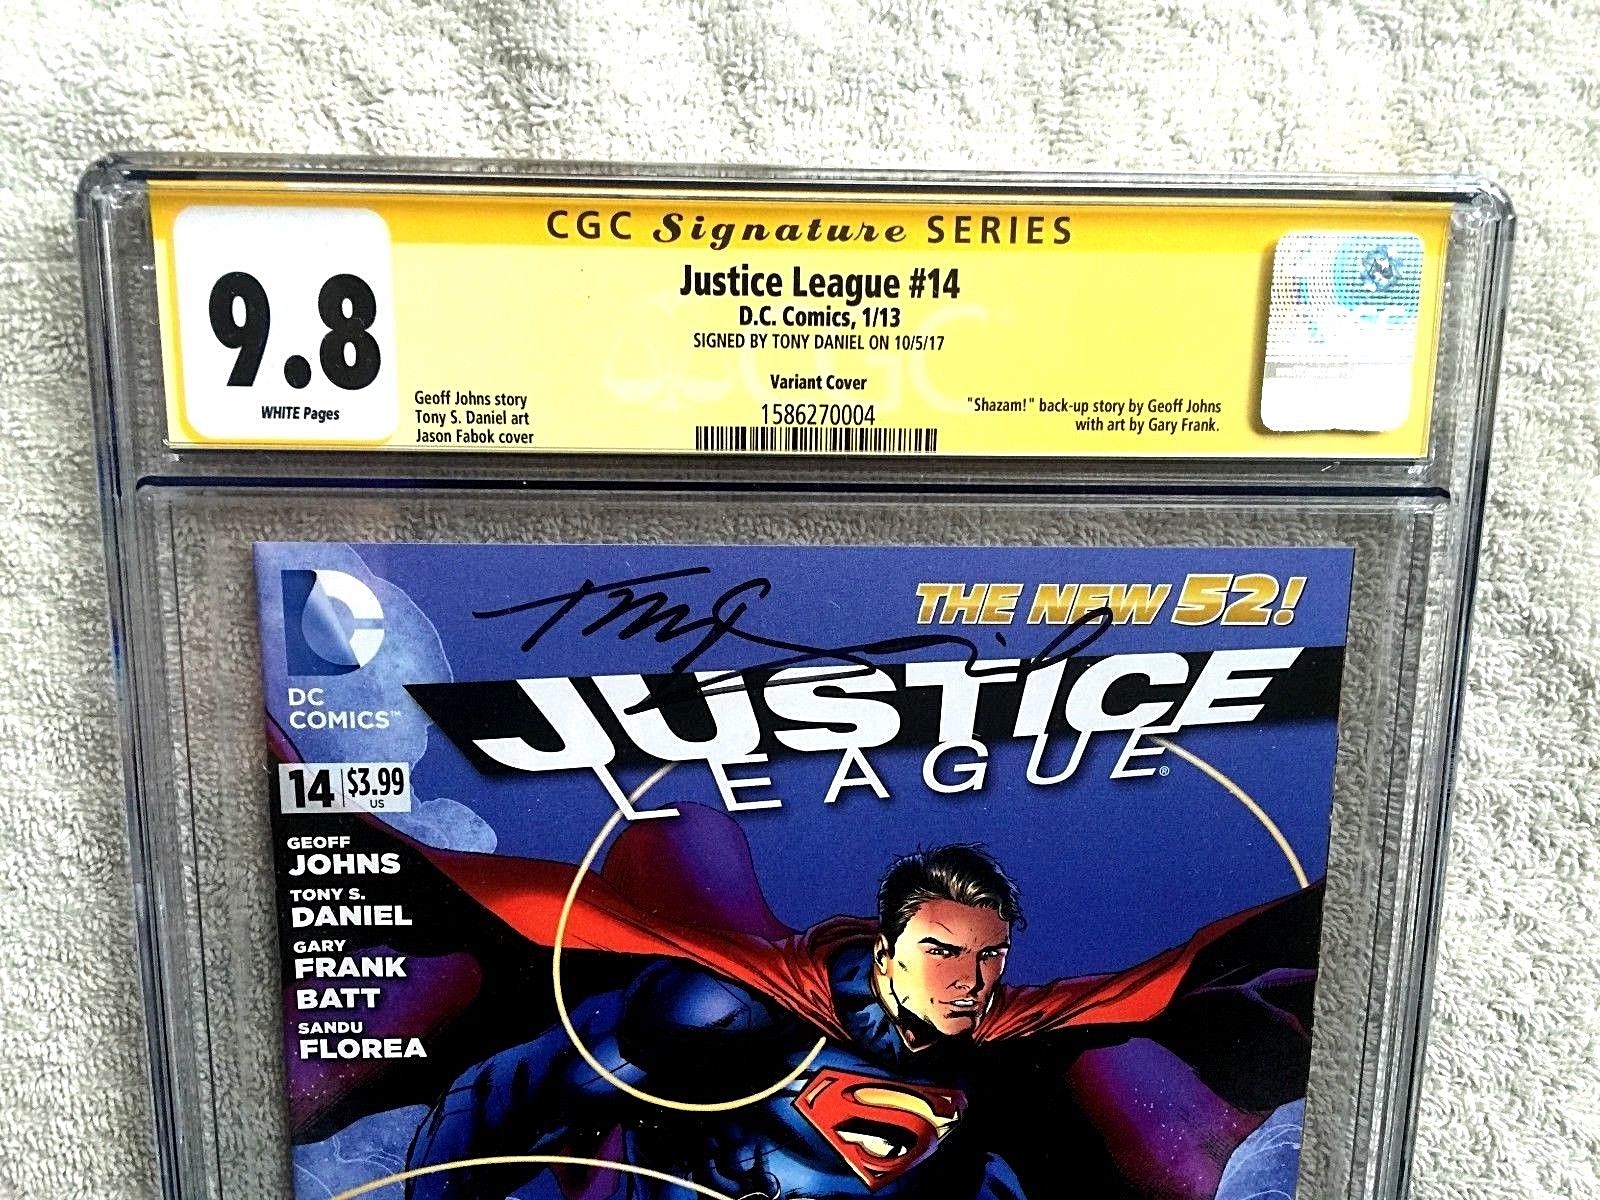 CGC Signature SERIES
9.8
WHITE Pages
Justice League #14
D.C. Comics, 1/13
SIGNED BY TONY DANIEL ON 10/5/17
Variant Cover
1586270004
Geoff Johns story
Tony S. Daniel art
Jason Fabok cover
"Shazam!" back-up story by Geoff Johns
with art by Gary Frank.
CGC
DC
COMICS™
THE NEW 52!
JUSTICE
LEAGUE®
14 $3.99
US
GEOFF
JOHNS
TONY S.
DANIEL
GARY
FRANK
BATT
SANDU
FLOREA
S